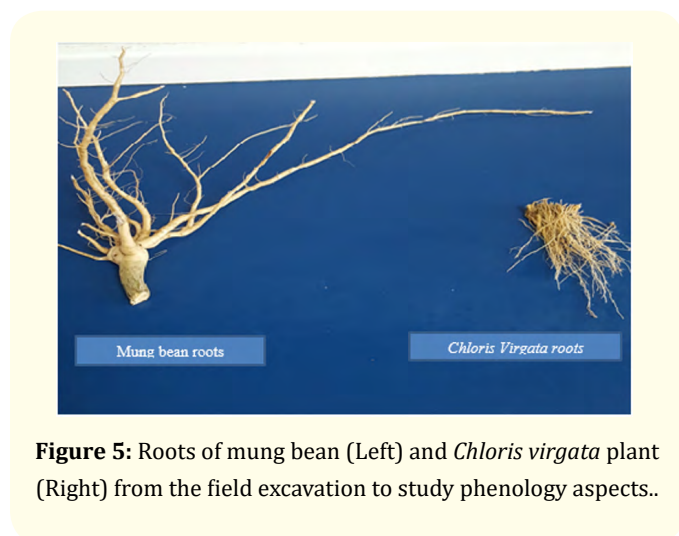 Mung bean roots
Chloris Virgata roots
Figure 5: Roots of mung bean (Left) and Chloris virgata plant
(Right) from the field excavation to study phenology aspects..